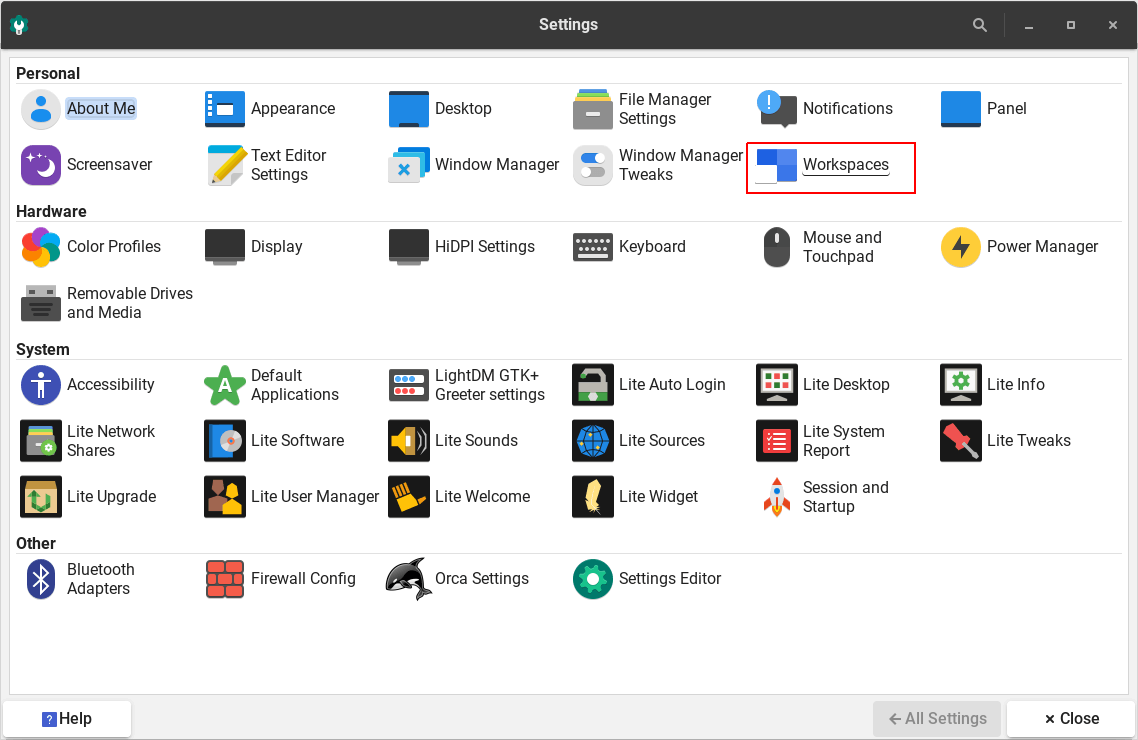 Settings
Personal
About Me
Appearance
Desktop
File Manager
Settings
Notifications
Panel
Screensaver
Text Editor
Settings
Window Manager
Window Manager
Tweaks
Workspaces
Hardware
Color Profiles
Display
HiDPI Settings
Keyboard
Mouse and
Touchpad
Power Manager
Removable Drives
and Media
System
Accessibility
Default
Applications
LightDM GTK+
Greeter settings
Lite Auto Login
Lite Desktop
Lite Info
Lite Network
Shares
Lite Software
Lite Sounds
Lite Sources
Lite System
Report
Lite Tweaks
Lite Upgrade
Lite User Manager
Lite Welcome
Lite Widget
Session and
Startup
Other
Bluetooth
Adapters
Firewall Config
Orca Settings
Settings Editor
Help
All Settings
Close